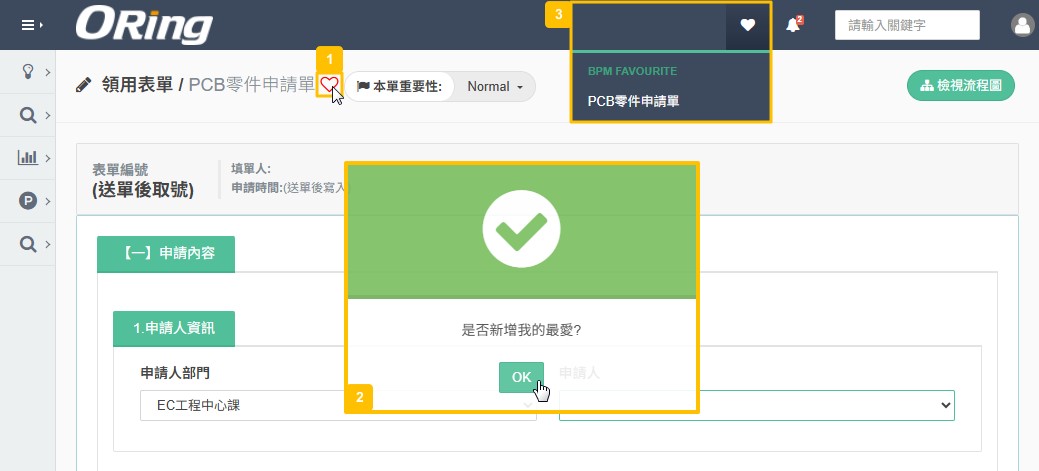 ORing
3
2
請輸入關鍵字
1
領用表單 / PCB零件申請單
本單重要性:
Normal
BPM FAVOURITE
PCB零件申請單
檢視流程圖
表單編號
(送單後取號)
填單人:
申請時間:(送單後寫入
P
【一】申請內容
1.申請人資訊
是否新增我的最愛?
OK
2
申請人部門
申請人
EC工程中心課